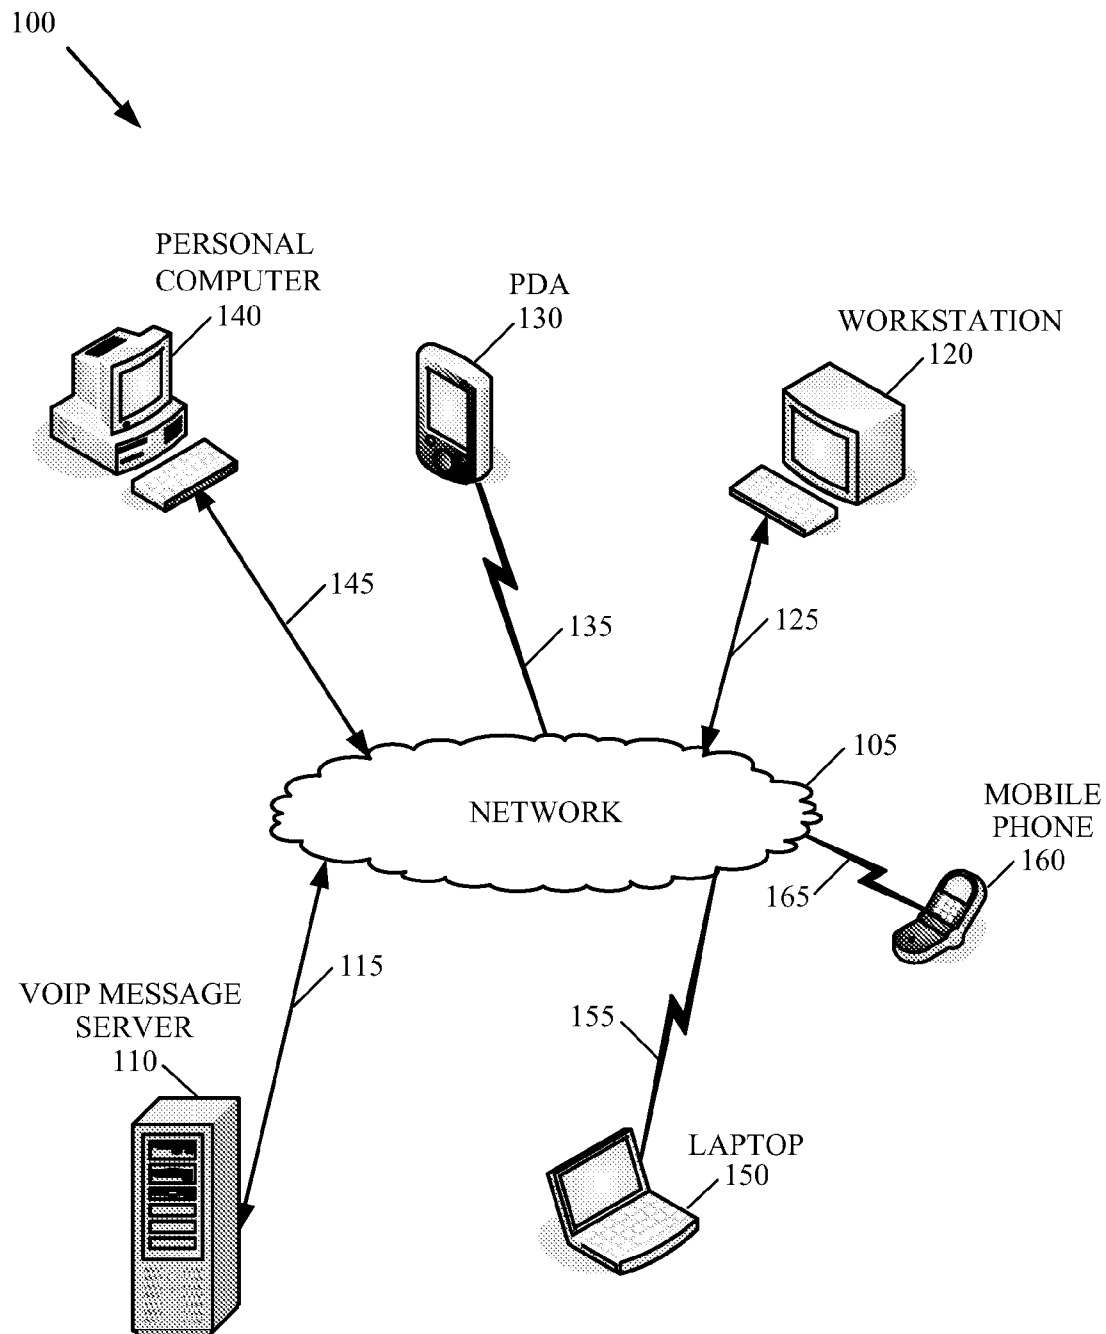 100
PERSONAL
COMPUTER
140
PDA
130
WORKSTATION
120
145
135
125
105
NETWORK
MOBILE
PHONE
160
165
115
VOIP MESSAGE
SERVER
110
155
LAPTOP
150